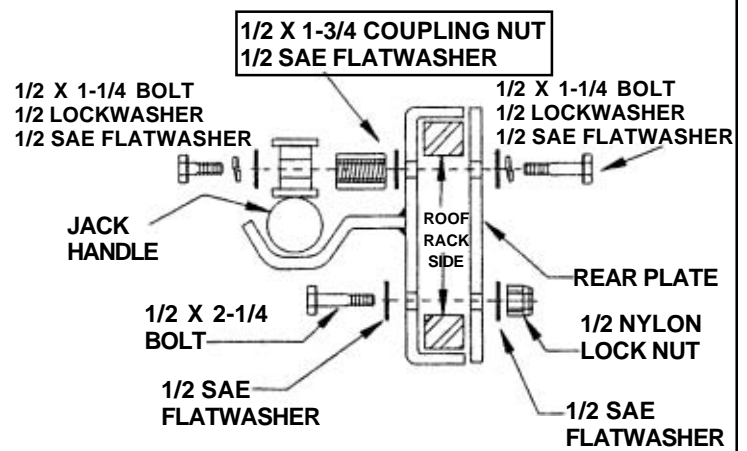 1/2 X 1-3/4 COUPLING NUT
1/2 SAE FLATWASHER
1/2 X 1-1/4 BOLT
1/2 LOCKWASHER
1/2 SAE FLATWASHER
1/2 X 1-1/4 BOLT
1/2 LOCKWASHER
1/2 SAE FLATWASHER
JACK
HANDLE
ROOF
RACK
SIDE
REAR PLATE
1/2 X 2-1/4
BOLT
1/2 NYLON
LOCK NUT
1/2 SAE
FLATWASHER
1/2 SAE
FLATWASHER